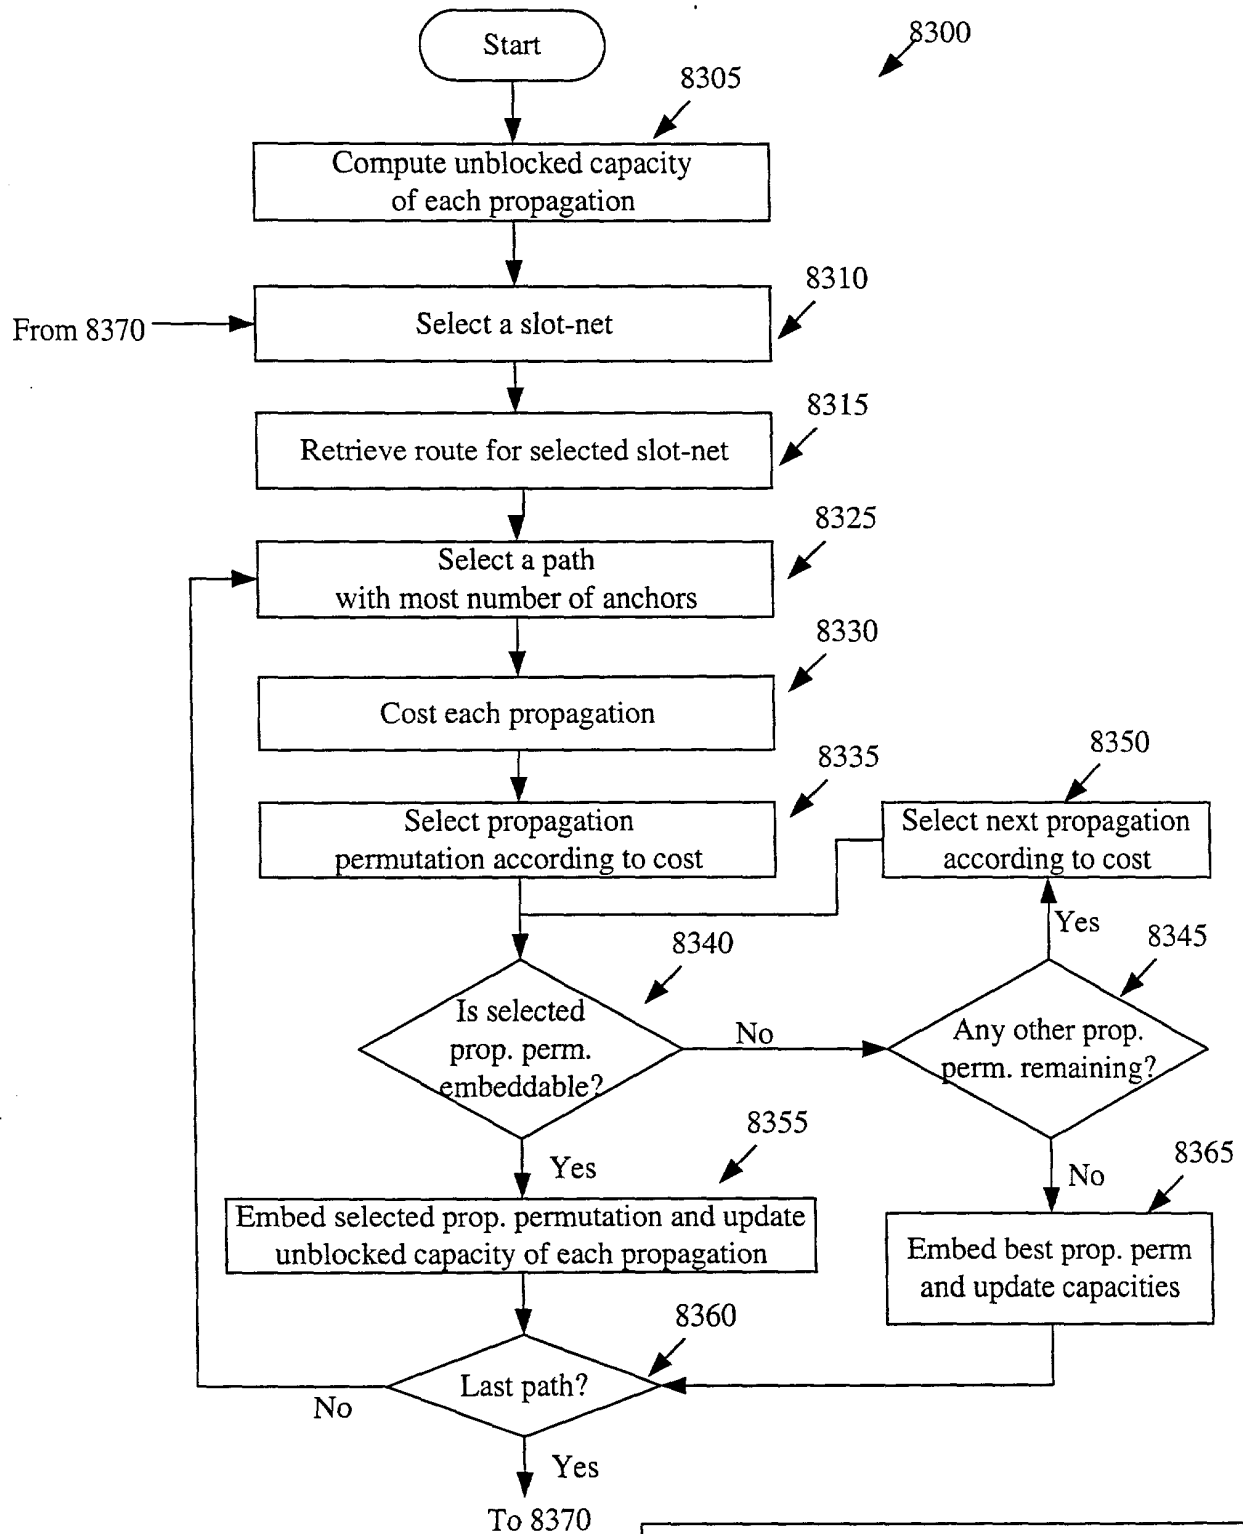 Start
8300
8305
Compute unblocked capacity
of each propagation
8310
From 8370
Select a slot-net
8315
Retrieve route for selected slot-net
8325
Select a path
with most number of anchors
8330
Cost each propagation
8335
Select propagation
permutation according to cost
8350
Select next propagation
according to cost
Yes
8340
8345
Is selected
prop. perm.
embeddable?
No
Any other prop.
perm. remaining?
Yes
8355
No
8365
Embed selected prop. permutation and update
unblocked capacity of each propagation
Embed best prop. perm
and update capacities
8360
Last path?
No
Yes
To 8370